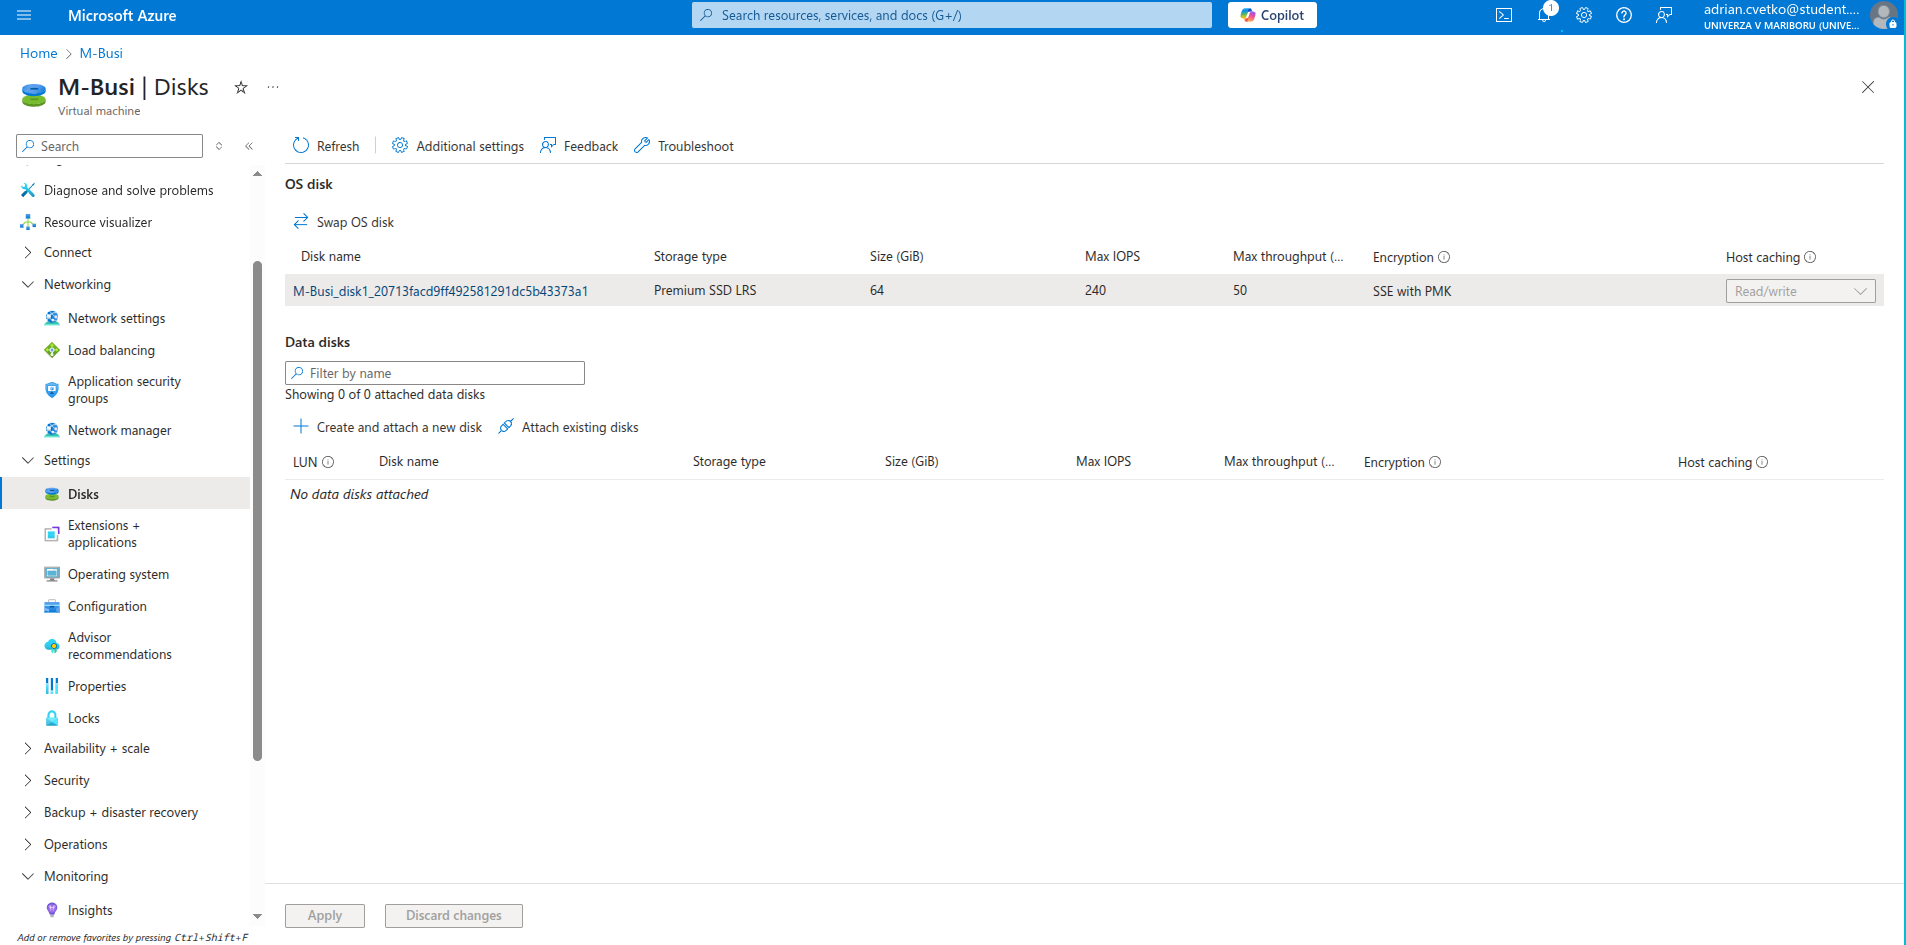 Microsoft Azure
Search resources, services, and docs (G+/)
Copilot
1
adrian.cvetko@student....
UNIVERZA V MARIBORU (UNIVE...
Home > M-Busi
M-Busi | Disks
Virtual machine
Search
Diagnose and solve problems
Resource visualizer
Connect
Networking
Network settings
Load balancing
Application security
groups
Network manager
Settings
Disks
Extensions +
applications
Operating system
Configuration
Advisor
recommendations
Properties
Locks
Availability + scale
Security
Backup + disaster recovery
Operations
Monitoring
Insights
Add or remove favorites by pressing Ctrl+Shift+F
Refresh Additional settings Feedback Troubleshoot
OS disk
Swap OS disk
Disk name Storage type Size (GiB) Max IOPS Max throughput (... Encryption Host caching
M-Busi_disk1_20713facd9ff492581291dc5b43373a1 Premium SSD LRS 64 240 50 SSE with PMK Read/write
Data disks
Filter by name
Showing 0 of 0 attached data disks
Create and attach a new disk Attach existing disks
LUN Disk name Storage type Size (GiB) Max IOPS Max throughput (... Encryption Host caching
No data disks attached
Apply Discard changes